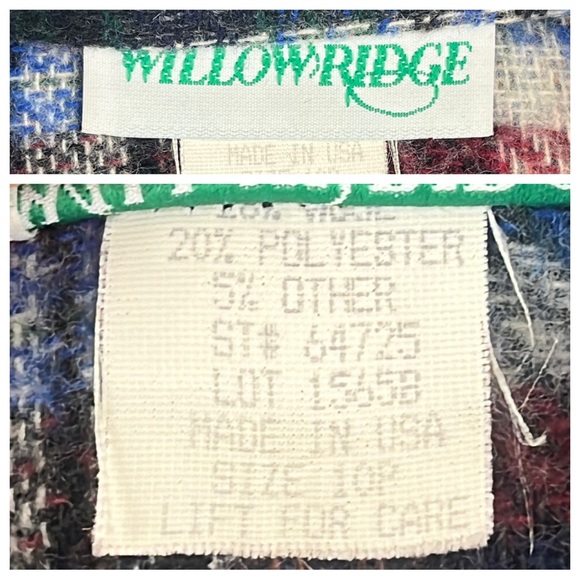 WILLOWRIDGE
MADE IN USA
20% POLYESTER
5% OTHER
ST# 64725
LOT 1565B
MADE IN USA
SIZE 10P
LIFT FOR CARE